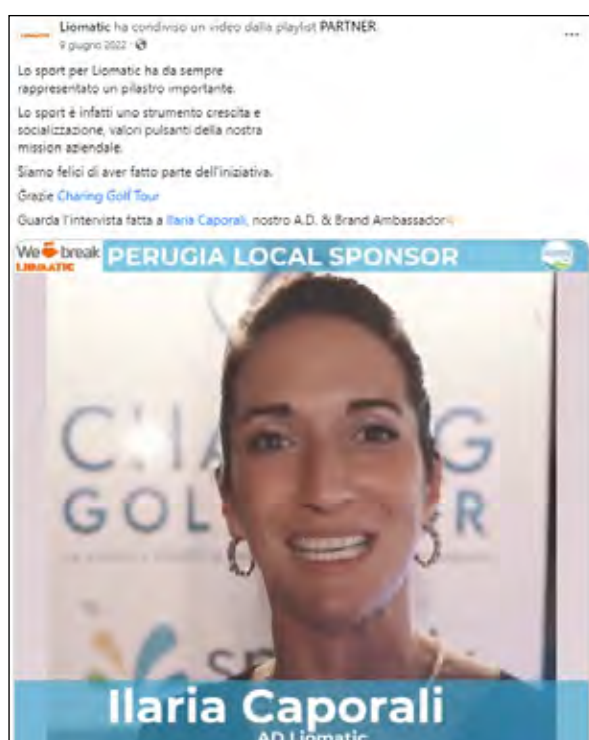 Liomatic ha condiviso un video dalla playlist PARTNER.
9 giugno 2022
Lo sport per Liomatic ha da sempre
rappresentato un pilastro importante.
Lo sport è infatti uno strumento crescita e
socializzazione, valori pulsanti della nostra
mission aziendale.
Siamo felici di aver fatto parte dell'iniziativa.
Grazie Charing Golf Tour
Guarda l'intervista fatta a Ilaria Caporali, nostro A.D. & Brand Ambassador
We break PERUGIA LOCAL SPONSOR
LIOMATIC
CHA G
GOL R
Ilaria Caporali
AD Liomatic